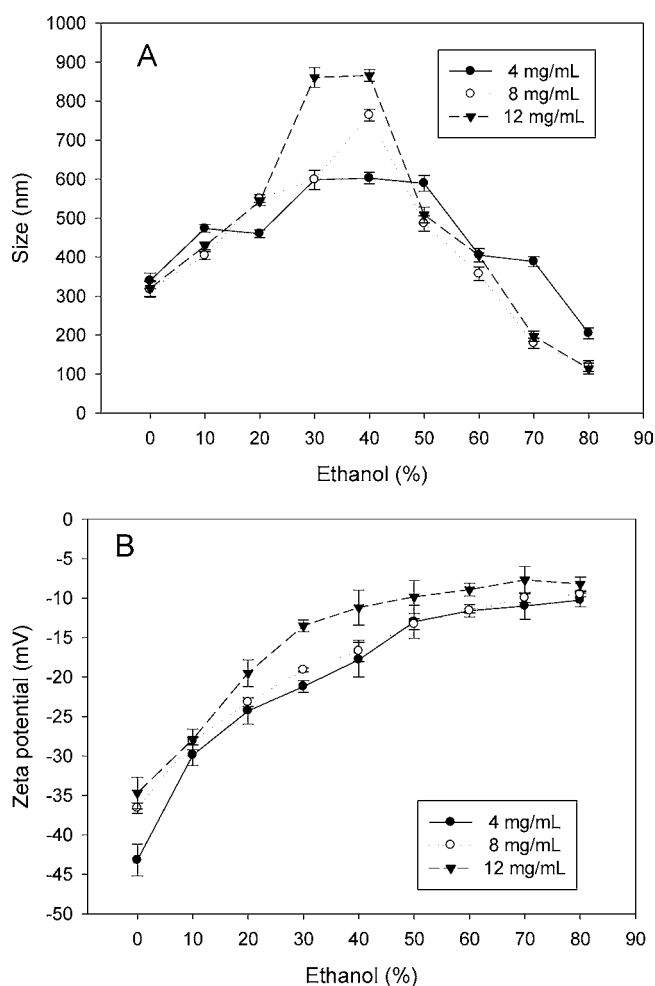 A
Size (nm)
1000
900
800
700
600
500
400
300
200
100
0
4 mg/mL
8 mg/mL
12 mg/mL
0 10 20 30 40 50 60 70 80 90
Ethanol (%)
B
Zeta potential (mV)
0
-5
-10
-15
-20
-25
-30
-35
-40
-45
-50
4 mg/mL
8 mg/mL
12 mg/mL
0 10 20 30 40 50 60 70 80 90
Ethanol (%)